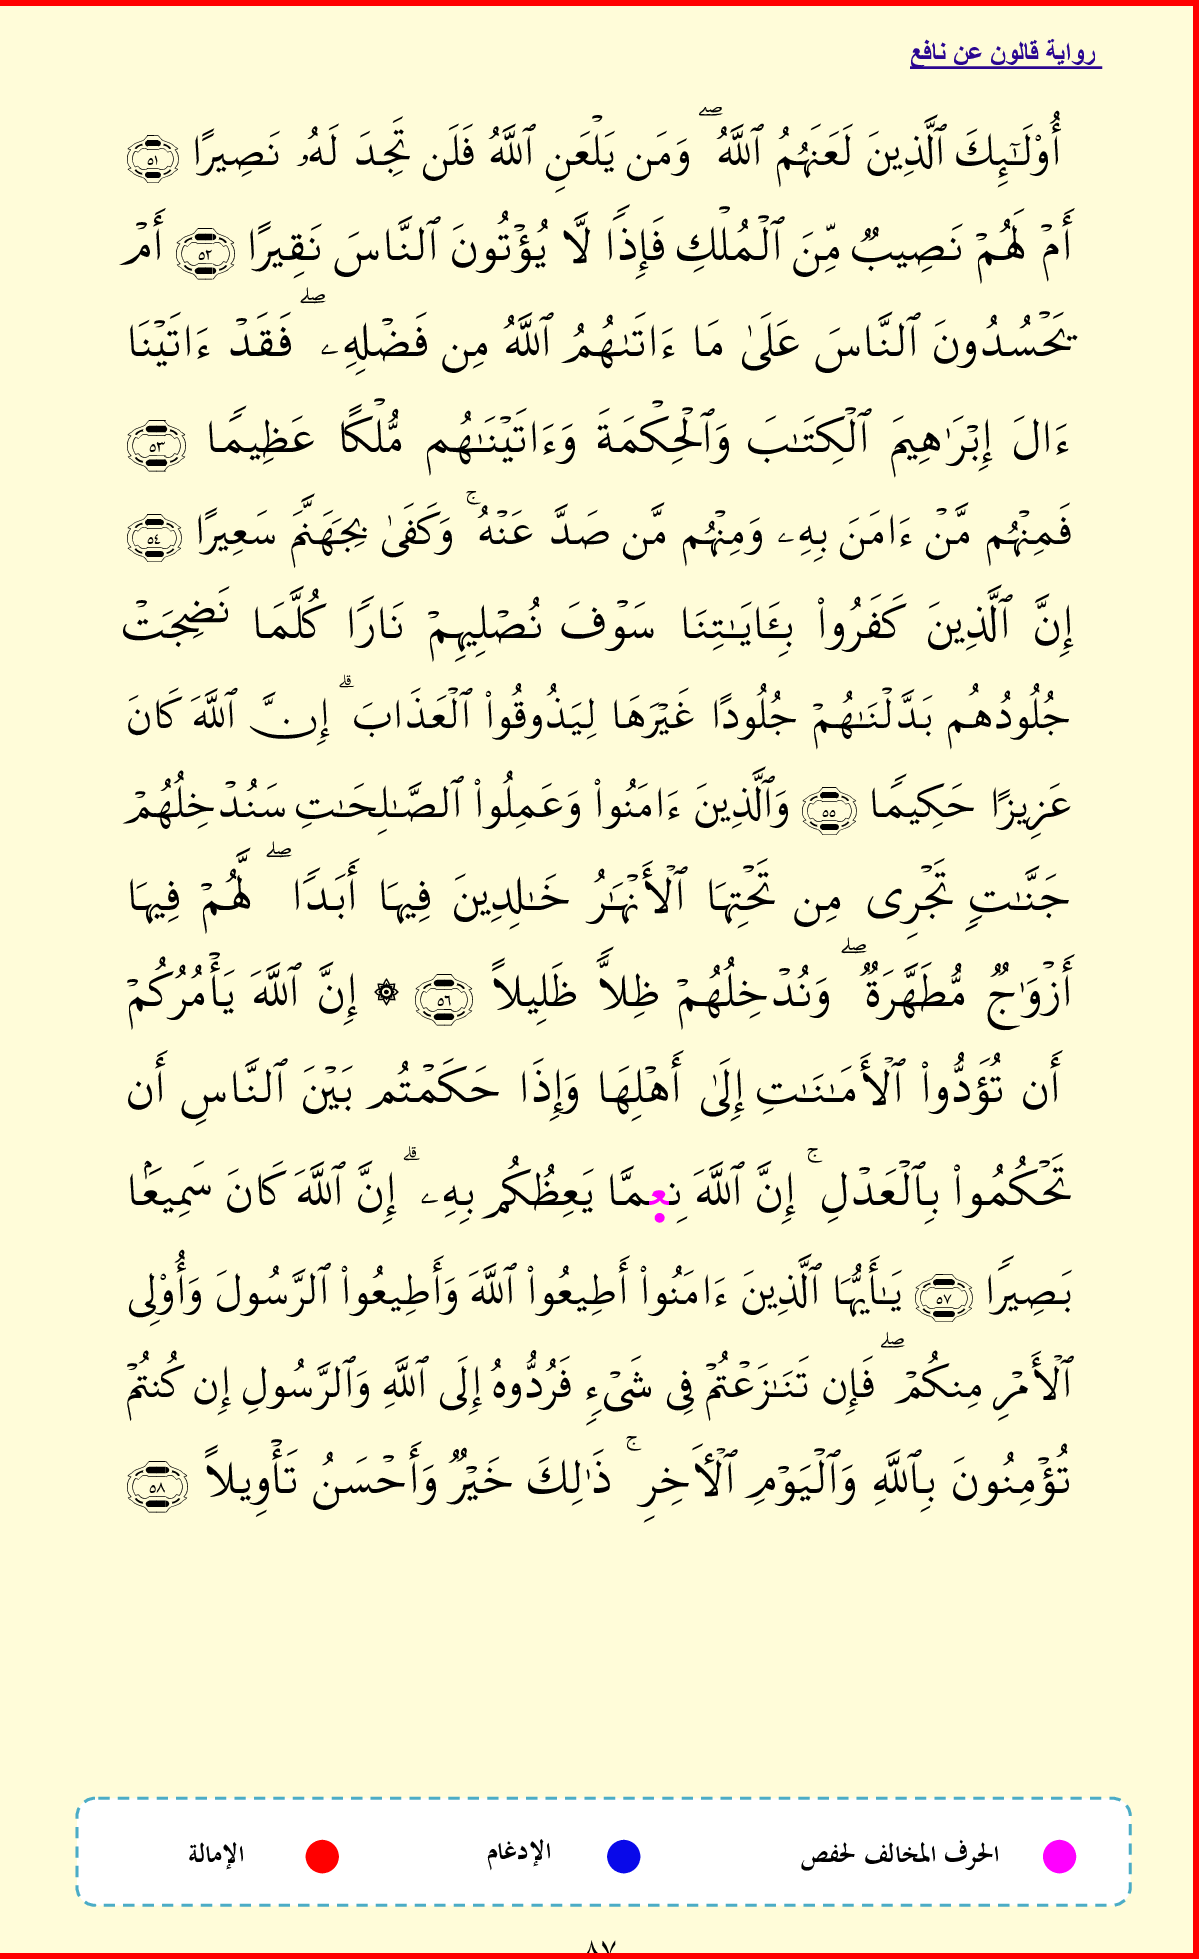 رواية قالون عن نافع
أُوْلَٰٓئِكَ ٱلَّذِينَ لَعَنَهُمُ ٱللَّهُ ۖ وَمَن يَلْعَنِ ٱللَّهُ فَلَن تَجِدَ لَهُۥ نَصِيرًا ٥١
أَمْ لَهُمْ نَصِيبٌ مِّنَ ٱلْمُلْكِ فَإِذًا لَّا يُؤْتُونَ ٱلنَّاسَ نَقِيرًا ٥٢ أَمْ
يَحْسُدُونَ ٱلنَّاسَ عَلَىٰ مَا ءَاتَىٰهُمُ ٱللَّهُ مِن فَضْلِهِۦ ۖ فَقَدْ ءَاتَيْنَا
ءَالَ إِبْرَٰهِيمَ ٱلْكِتَٰبَ وَٱلْحِكْمَةَ وَءَاتَيْنَٰهُم مُّلْكًا عَظِيمًا ٥٣
فَمِنْهُم مَّنْ ءَامَنَ بِهِۦ وَمِنْهُم مَّن صَدَّ عَنْهُ ۚ وَكَفَىٰ بِجَهَنَّمَ سَعِيرًا ٥٤
إِنَّ ٱلَّذِينَ كَفَرُوا۟ بِـَٔايَٰتِنَا سَوْفَ نُصْلِيهِمْ نَارًا كُلَّمَا نَضِجَتْ
جُلُودُهُم بَدَّلْنَٰهُمْ جُلُودًا غَيْرَهَا لِيَذُوقُوا۟ ٱلْعَذَابَ ۗ إِنَّ ٱللَّهَ كَانَ
عَزِيزًا حَكِيمًا ٥٥ وَٱلَّذِينَ ءَامَنُوا۟ وَعَمِلُوا۟ ٱلصَّٰلِحَٰتِ سَنُدْخِلُهُمْ
جَنَّٰتٍ تَجْرِى مِن تَحْتِهَا ٱلْأَنْهَٰرُ خَٰلِدِينَ فِيهَا أَبَدًا ۖ لَّهُمْ فِيهَا
أَزْوَٰجٌ مُّطَهَّرَةٌ ۖ وَنُدْخِلُهُمْ ظِلًّا ظَلِيلًا ٥٦ ۞ إِنَّ ٱللَّهَ يَأْمُرُكُمْ
أَن تُؤَدُّوا۟ ٱلْأَمَٰنَٰتِ إِلَىٰ أَهْلِهَا وَإِذَا حَكَمْتُم بَيْنَ ٱلنَّاسِ أَن
تَحْكُمُوا۟ بِٱلْعَدْلِ ۚ إِنَّ ٱللَّهَ نِعِمَّا يَعِظُكُم بِهِۦ ۗ إِنَّ ٱللَّهَ كَانَ سَمِيعًۢا
بَصِيرًا ٥٧ يَٰٓأَيُّهَا ٱلَّذِينَ ءَامَنُوا۟ أَطِيعُوا۟ ٱللَّهَ وَأَطِيعُوا۟ ٱلرَّسُولَ وَأُوْلِى
ٱلْأَمْرِ مِنكُمْ ۖ فَإِن تَنَٰزَعْتُمْ فِى شَىْءٍ فَرُدُّوهُ إِلَى ٱللَّهِ وَٱلرَّسُولِ إِن كُنتُمْ
تُؤْمِنُونَ بِٱللَّهِ وَٱلْيَوْمِ ٱلْأَخِرِ ۚ ذَٰلِكَ خَيْرٌ وَأَحْسَنُ تَأْوِيلًا ٥٨
الحرف المخالف لحفص الإدغام الإمالة
٨٧